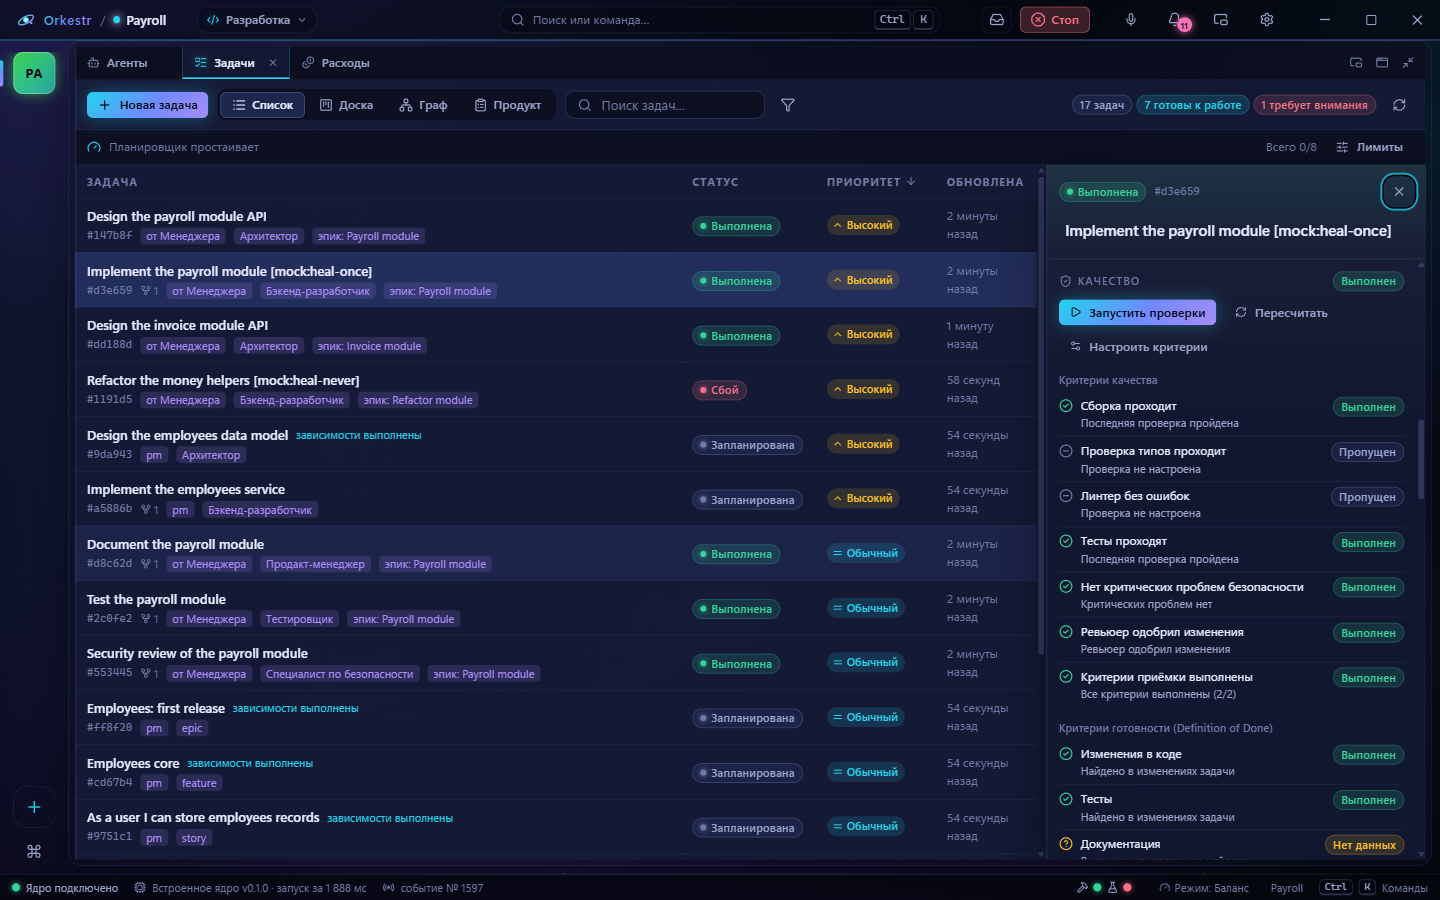 Orkestr / Payroll
Разработка
Поиск или команда...
Ctrl K
Стоп
11
PA
Агенты
Задачи
Расходы
Новая задача
Список
Доска
Граф
Продукт
Поиск задач...
17 задач
7 готовы к работе
1 требует внимания
Планировщик простаивает
Всего 0/8
Лимиты
ЗАДАЧА
СТАТУС
ПРИОРИТЕТ
ОБНОВЛЕНА
Design the payroll module API
#147b8f от Менеджера Архитектор эпик: Payroll module
Выполнена
Высокий
2 минуты назад
Implement the payroll module [mock:heal-once]
#d3e659 1 от Менеджера Бэкенд-разработчик эпик: Payroll module
Выполнена
Высокий
2 минуты назад
Design the invoice module API
#dd188d от Менеджера Архитектор эпик: Invoice module
Выполнена
Высокий
1 минуту назад
Refactor the money helpers [mock:heal-never]
#1191d5 от Менеджера Бэкенд-разработчик эпик: Refactor module
Сбой
Высокий
58 секунд назад
Design the employees data model зависимости выполнены
#9da943 pm Архитектор
Запланирована
Высокий
54 секунды назад
Implement the employees service
#a5886b 1 pm Бэкенд-разработчик
Запланирована
Высокий
54 секунды назад
Document the payroll module
#d8c62d 1 от Менеджера Продакт-менеджер эпик: Payroll module
Выполнена
Обычный
2 минуты назад
Test the payroll module
#2c0fe2 1 от Менеджера Тестировщик эпик: Payroll module
Выполнена
Обычный
2 минуты назад
Security review of the payroll module
#553445 1 от Менеджера Специалист по безопасности эпик: Payroll module
Выполнена
Обычный
2 минуты назад
Employees: first release зависимости выполнены
#ff8f20 pm epic
Запланирована
Обычный
54 секунды назад
Employees core зависимости выполнены
#cd67b4 pm feature
Запланирована
Обычный
54 секунды назад
As a user I can store employees records зависимости выполнены
#9751c1 pm story
Запланирована
Обычный
54 секунды назад
Выполнена #d3e659
Implement the payroll module [mock:heal-once]
КАЧЕСТВО
Выполнен
Запустить проверки
Пересчитать
Настроить критерии
Критерии качества
Сборка проходит
Выполнен
Последняя проверка пройдена
Проверка типов проходит
Пропущен
Проверка не настроена
Линтер без ошибок
Пропущен
Проверка не настроена
Тесты проходят
Выполнен
Последняя проверка пройдена
Нет критических проблем безопасности
Выполнен
Критических проблем нет
Ревьюер одобрил изменения
Выполнен
Ревьюер одобрил изменения
Критерии приёмки выполнены
Выполнен
Все критерии выполнены (2/2)
Критерии готовности (Definition of Done)
Изменения в коде
Выполнен
Найдено в изменениях задачи
Тесты
Выполнен
Найдено в изменениях задачи
Документация
Нет данных
Ядро подключено
Встроенное ядро v0.1.0 · запуск за 1 888 мс
событие № 1597
Режим: Баланс
Payroll
Ctrl K Команды